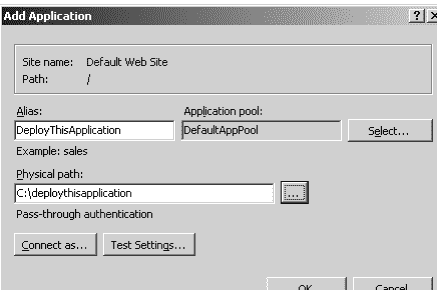 Add Application
Site name: Default Web Site
Path: /
Alias: Application pool:
DeployThisApplication DefaultAppPool Select...
Example: sales
Physical path:
C:\deploythisapplication ...
Pass-through authentication
Connect as... Test Settings...
OK Cancel